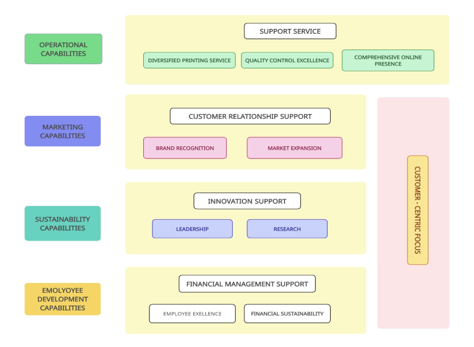 OPERATIONAL
CAPABILITIES
SUPPORT SERVICE
DIVERSIFIED PRINTING SERVICE
QUALITY CONTROL EXCELLENCE
COMPREHENSIVE ONLINE
PRESENCE
MARKETING
CAPABILITIES
CUSTOMER RELATIONSHIP SUPPORT
BRAND RECOGNITION
MARKET EXPANSION
SUSTAINABILITY
CAPABILITIES
INNOVATION SUPPORT
LEADERSHIP
RESEARCH
EMOLYOYEE
DEVELOPMENT
CAPABILITIES
FINANCIAL MANAGEMENT SUPPORT
EMPLOYEE EXELLENCE
FINANCIAL SUSTAINABILITY
CUSTOMER - CENTRIC FOCUS